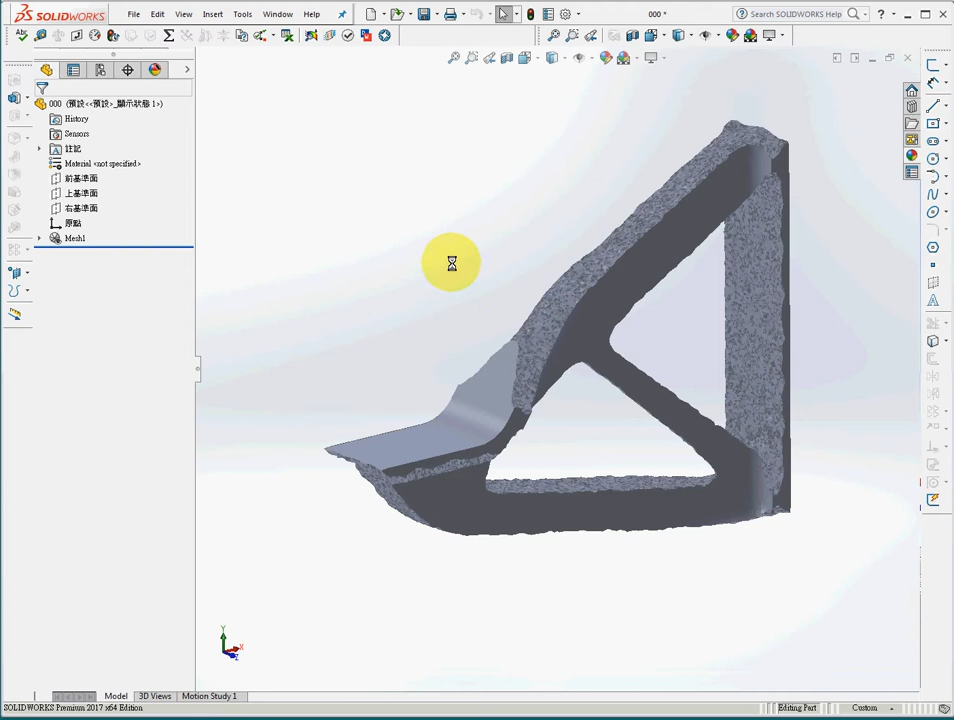 SOLIDWORKS File Edit View Insert Tools Window Help 000 * Search SOLIDWORKS Help
000 (預設<<預設>_顯示狀態 1>)
History
Sensors
註記
Material <not specified>
前基準面
上基準面
右基準面
原點
Mesh1
Y
X
Z
Model 3D Views Motion Study 1
SOLIDWORKS Premium 2017 x64 Edition Editing Part Custom